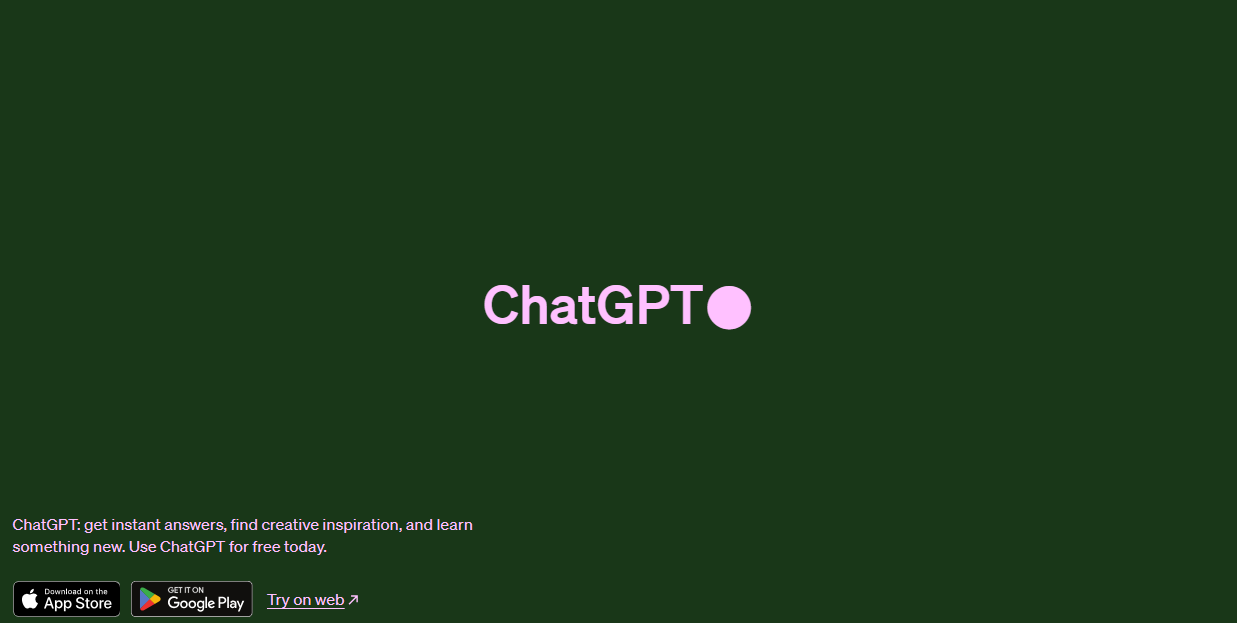 ChatGPT
ChatGPT: get instant answers, find creative inspiration, and learn
something new. Use ChatGPT for free today.
Download on the
App Store
GET IT ON
Google Play
Try on web